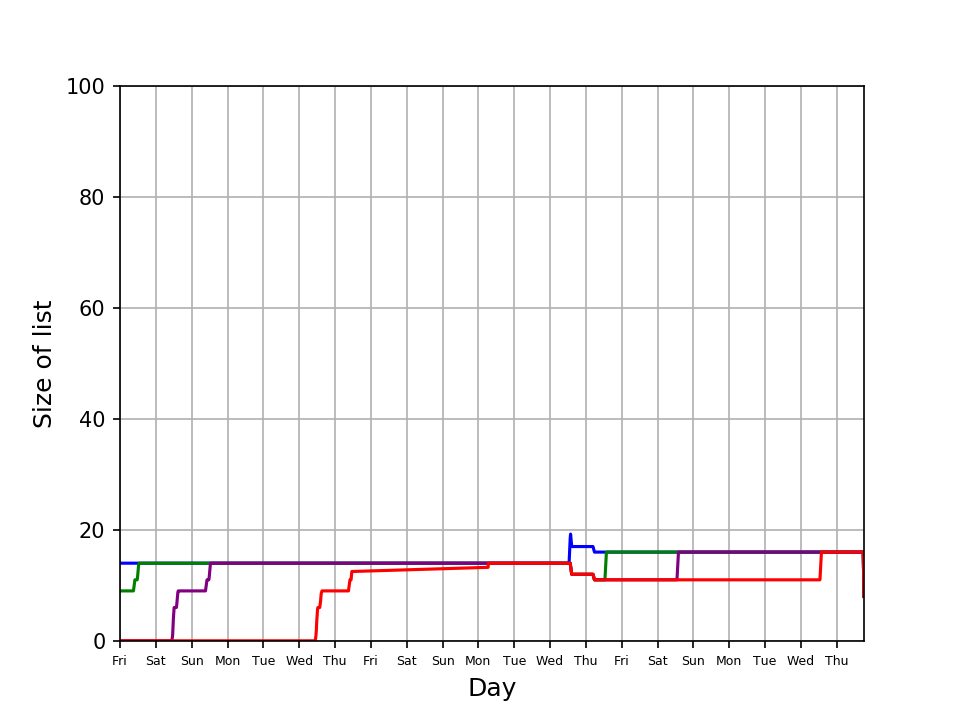 100
80
60
40
20
0
Size of list
Fri Sat Sun Mon Tue Wed Thu Fri Sat Sun Mon Tue Wed Thu Fri Sat Sun Mon Tue Wed Thu
Day